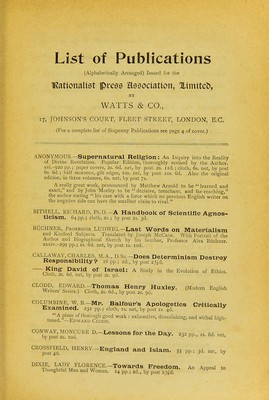 List of Publications
(Alphabetically Arranged) Issued for the
Rationalist Press Association, Limited,
BY
WATTS & CO.,
17, JOHNSON'S COURT, FLEET STREET, LONDON, E.C.
(For a complete list of Sixpenny Publications see page 4 of cover.)
ANONYMOUS.—Supernatural Religion: An Inquiry into the Reality
of Divine Revelation. Popular Edition, thoroughly revised by the Author.
xvi.-920 pp.; paper covers, 2s. 6d. net, by post 2s. 11d.; cloth, 6s. net, by post
6s. 6d.; half morocco, gilt edges, 10s. net, by post 10s. 6d. Also the original
edition, in three volumes, 6s. net, by post 7s.
A really great work, pronounced by Matthew Arnold to be "learned and
exact," and by John Morley to be "decisive, trenchant, and far-reaching,"
the author stating "his case with a force which no previous English writer on
the negative side can have the smallest claim to rival."
BITHELL, RICHARD, Ph.D.—A Handbook of Scientific Agnos-
ticism. 64 pp.; cloth, 2s.; by post 2s. 3d.
BÜCHNER, PROFESSOR LUDWIG.—Last Words on Materialism
and Kindred Subjects. Translated by Joseph McCabe. With Portrait of the
Author and Biographical Sketch by his brother, Professor Alex Büchner.
xxxiv.-299 pp.; 2s. 6d. net, by post 2s. 10d.
CALLAWAY, CHARLES, M.A., D.Sc.—Does Determinism Destroy
Responsibility? 16 pp.; 2d., by post 2½d.
—— King David of Israel: A Study in the Evolution of Ethics.
Cloth, 2s. 6d. net, by post 2s. 9d.
CLODD, EDWARD.—Thomas Henry Huxley. (Modern English
Writers' Series.) Cloth, 2s. 6d., by post 2s. 9d.
COLUMBINE, W. B.—Mr. Balfour's Apologetics Critically
Examined. 232 pp.; cloth, 1s. net, by post 1s. 4d.
"A piece of thorough good work: exhaustive, dissolving, and withal high-
toned."—EDWARD CLODD.
CONWAY, MONCURE D.—Lessons for the Day. 232 pp., 2s. 6d. net,
by post 2s. 10d.
CROSSFIELD, HENRY.—England and Islam. 55 pp.; 3d. net, by
post 4d.
DIXIE, LADY FLORENCE.—Towards Freedom. An Appeal to
Thoughtful Men and Women. 14 pp.; 2d., by post 2½d.